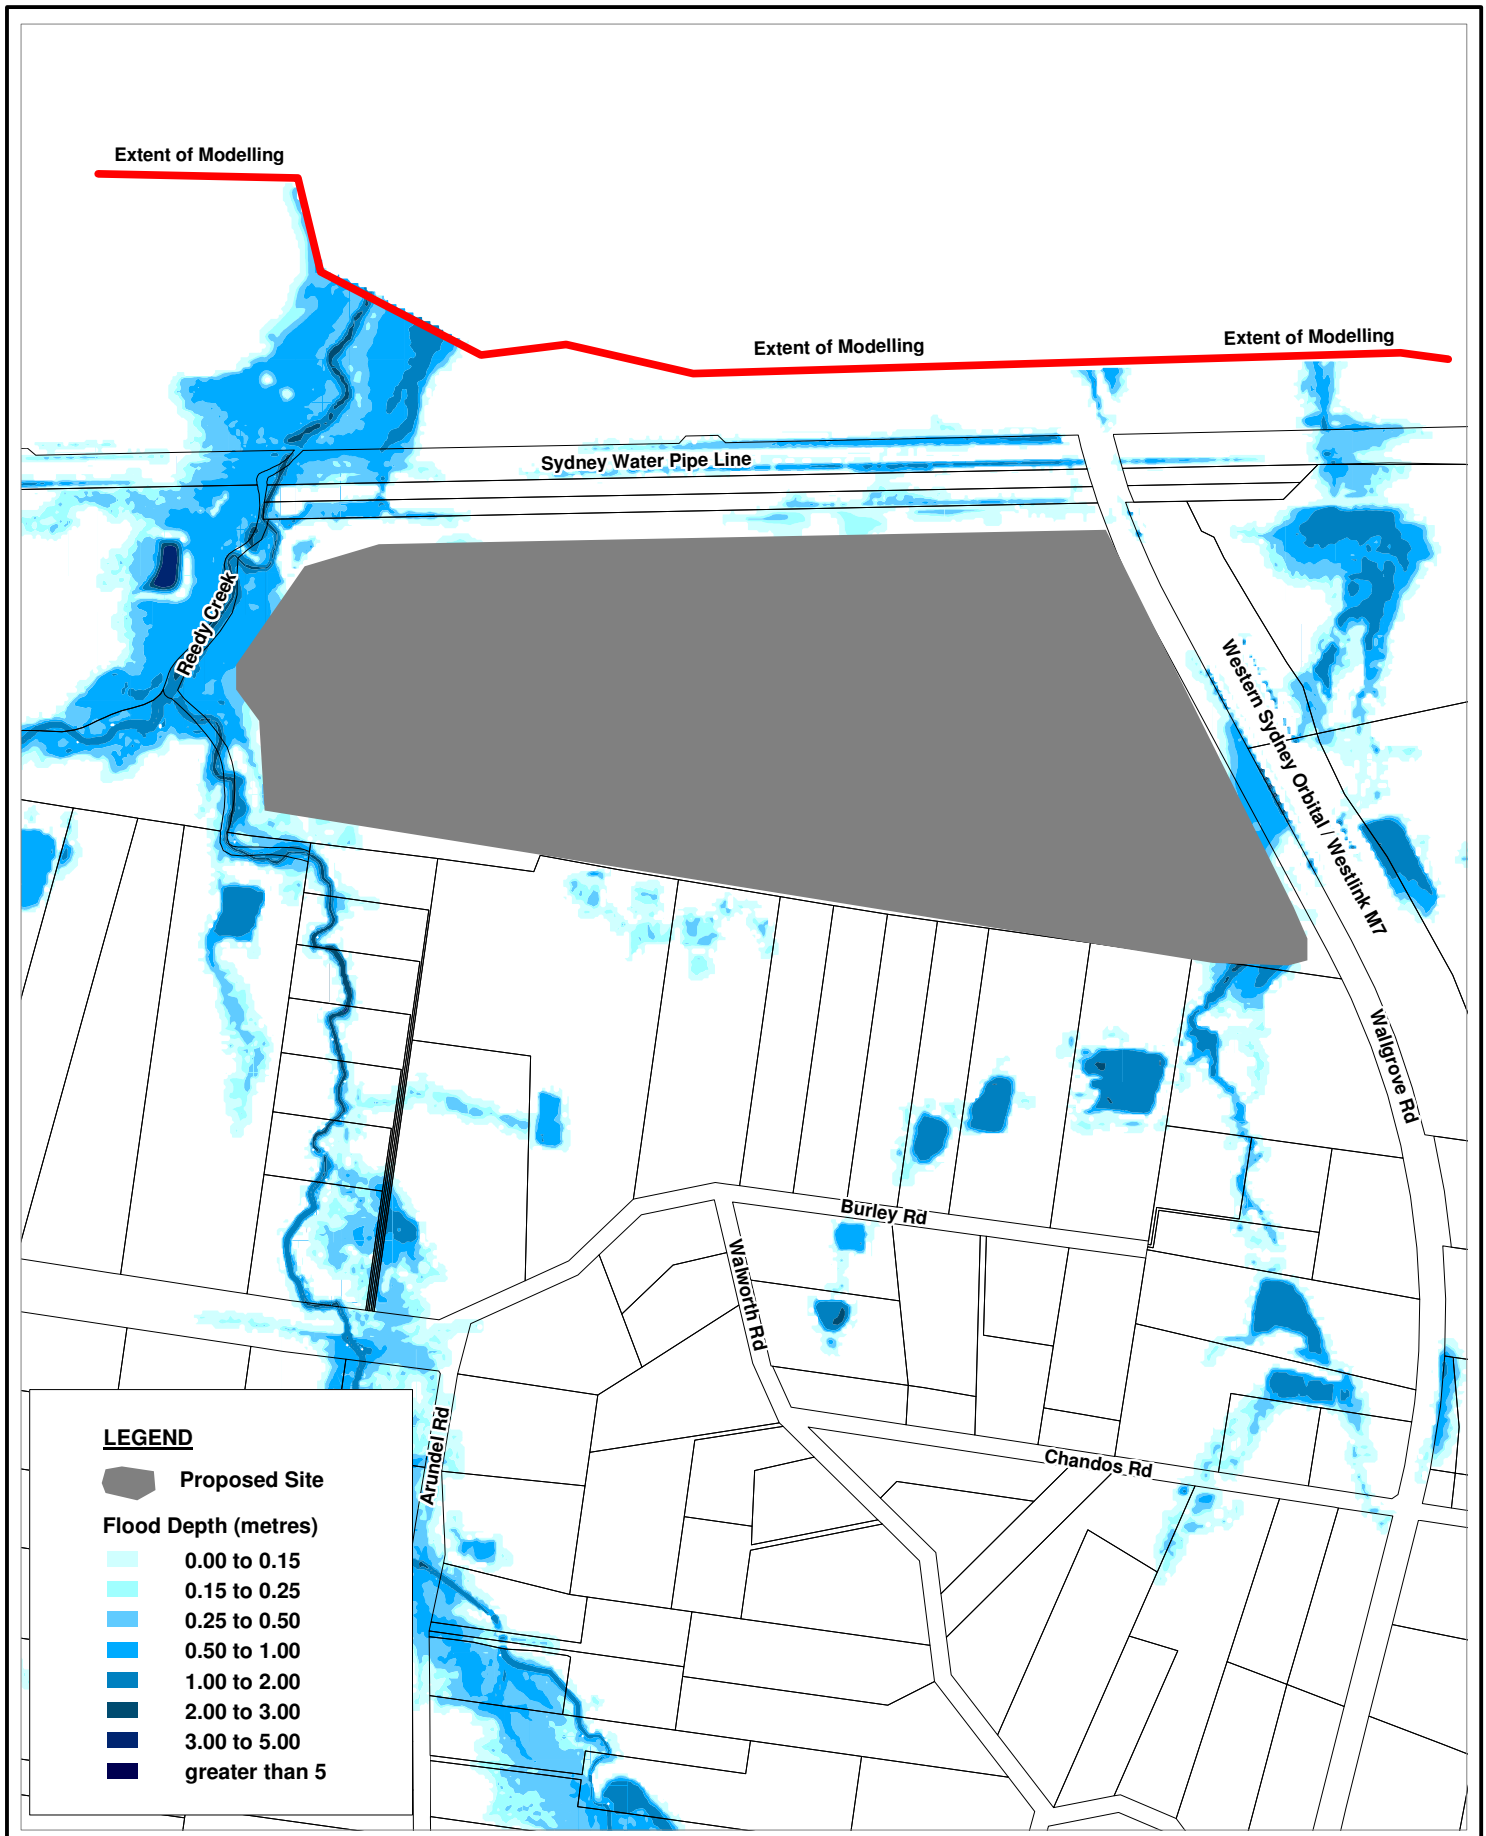 Extent of Modelling
Extent of Modelling
Extent of Modelling
Sydney Water Pipe Line
Reedy Creek
Western Sydney Orbital / Westlink M7
Wallgrove Rd
Burley Rd
Walworth Rd
Arundel Rd
Chandos Rd
LEGEND
Proposed Site
Flood Depth (metres)
0.00 to 0.15
0.15 to 0.25
0.25 to 0.50
0.50 to 1.00
1.00 to 2.00
2.00 to 3.00
3.00 to 5.00
greater than 5